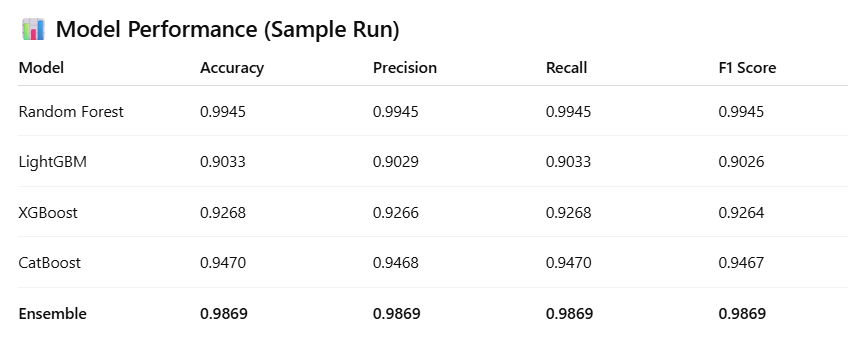 Model Performance (Sample Run)
Model Accuracy Precision Recall F1 Score
Random Forest 0.9945 0.9945 0.9945 0.9945
LightGBM 0.9033 0.9029 0.9033 0.9026
XGBoost 0.9268 0.9266 0.9268 0.9264
CatBoost 0.9470 0.9468 0.9470 0.9467
Ensemble 0.9869 0.9869 0.9869 0.9869